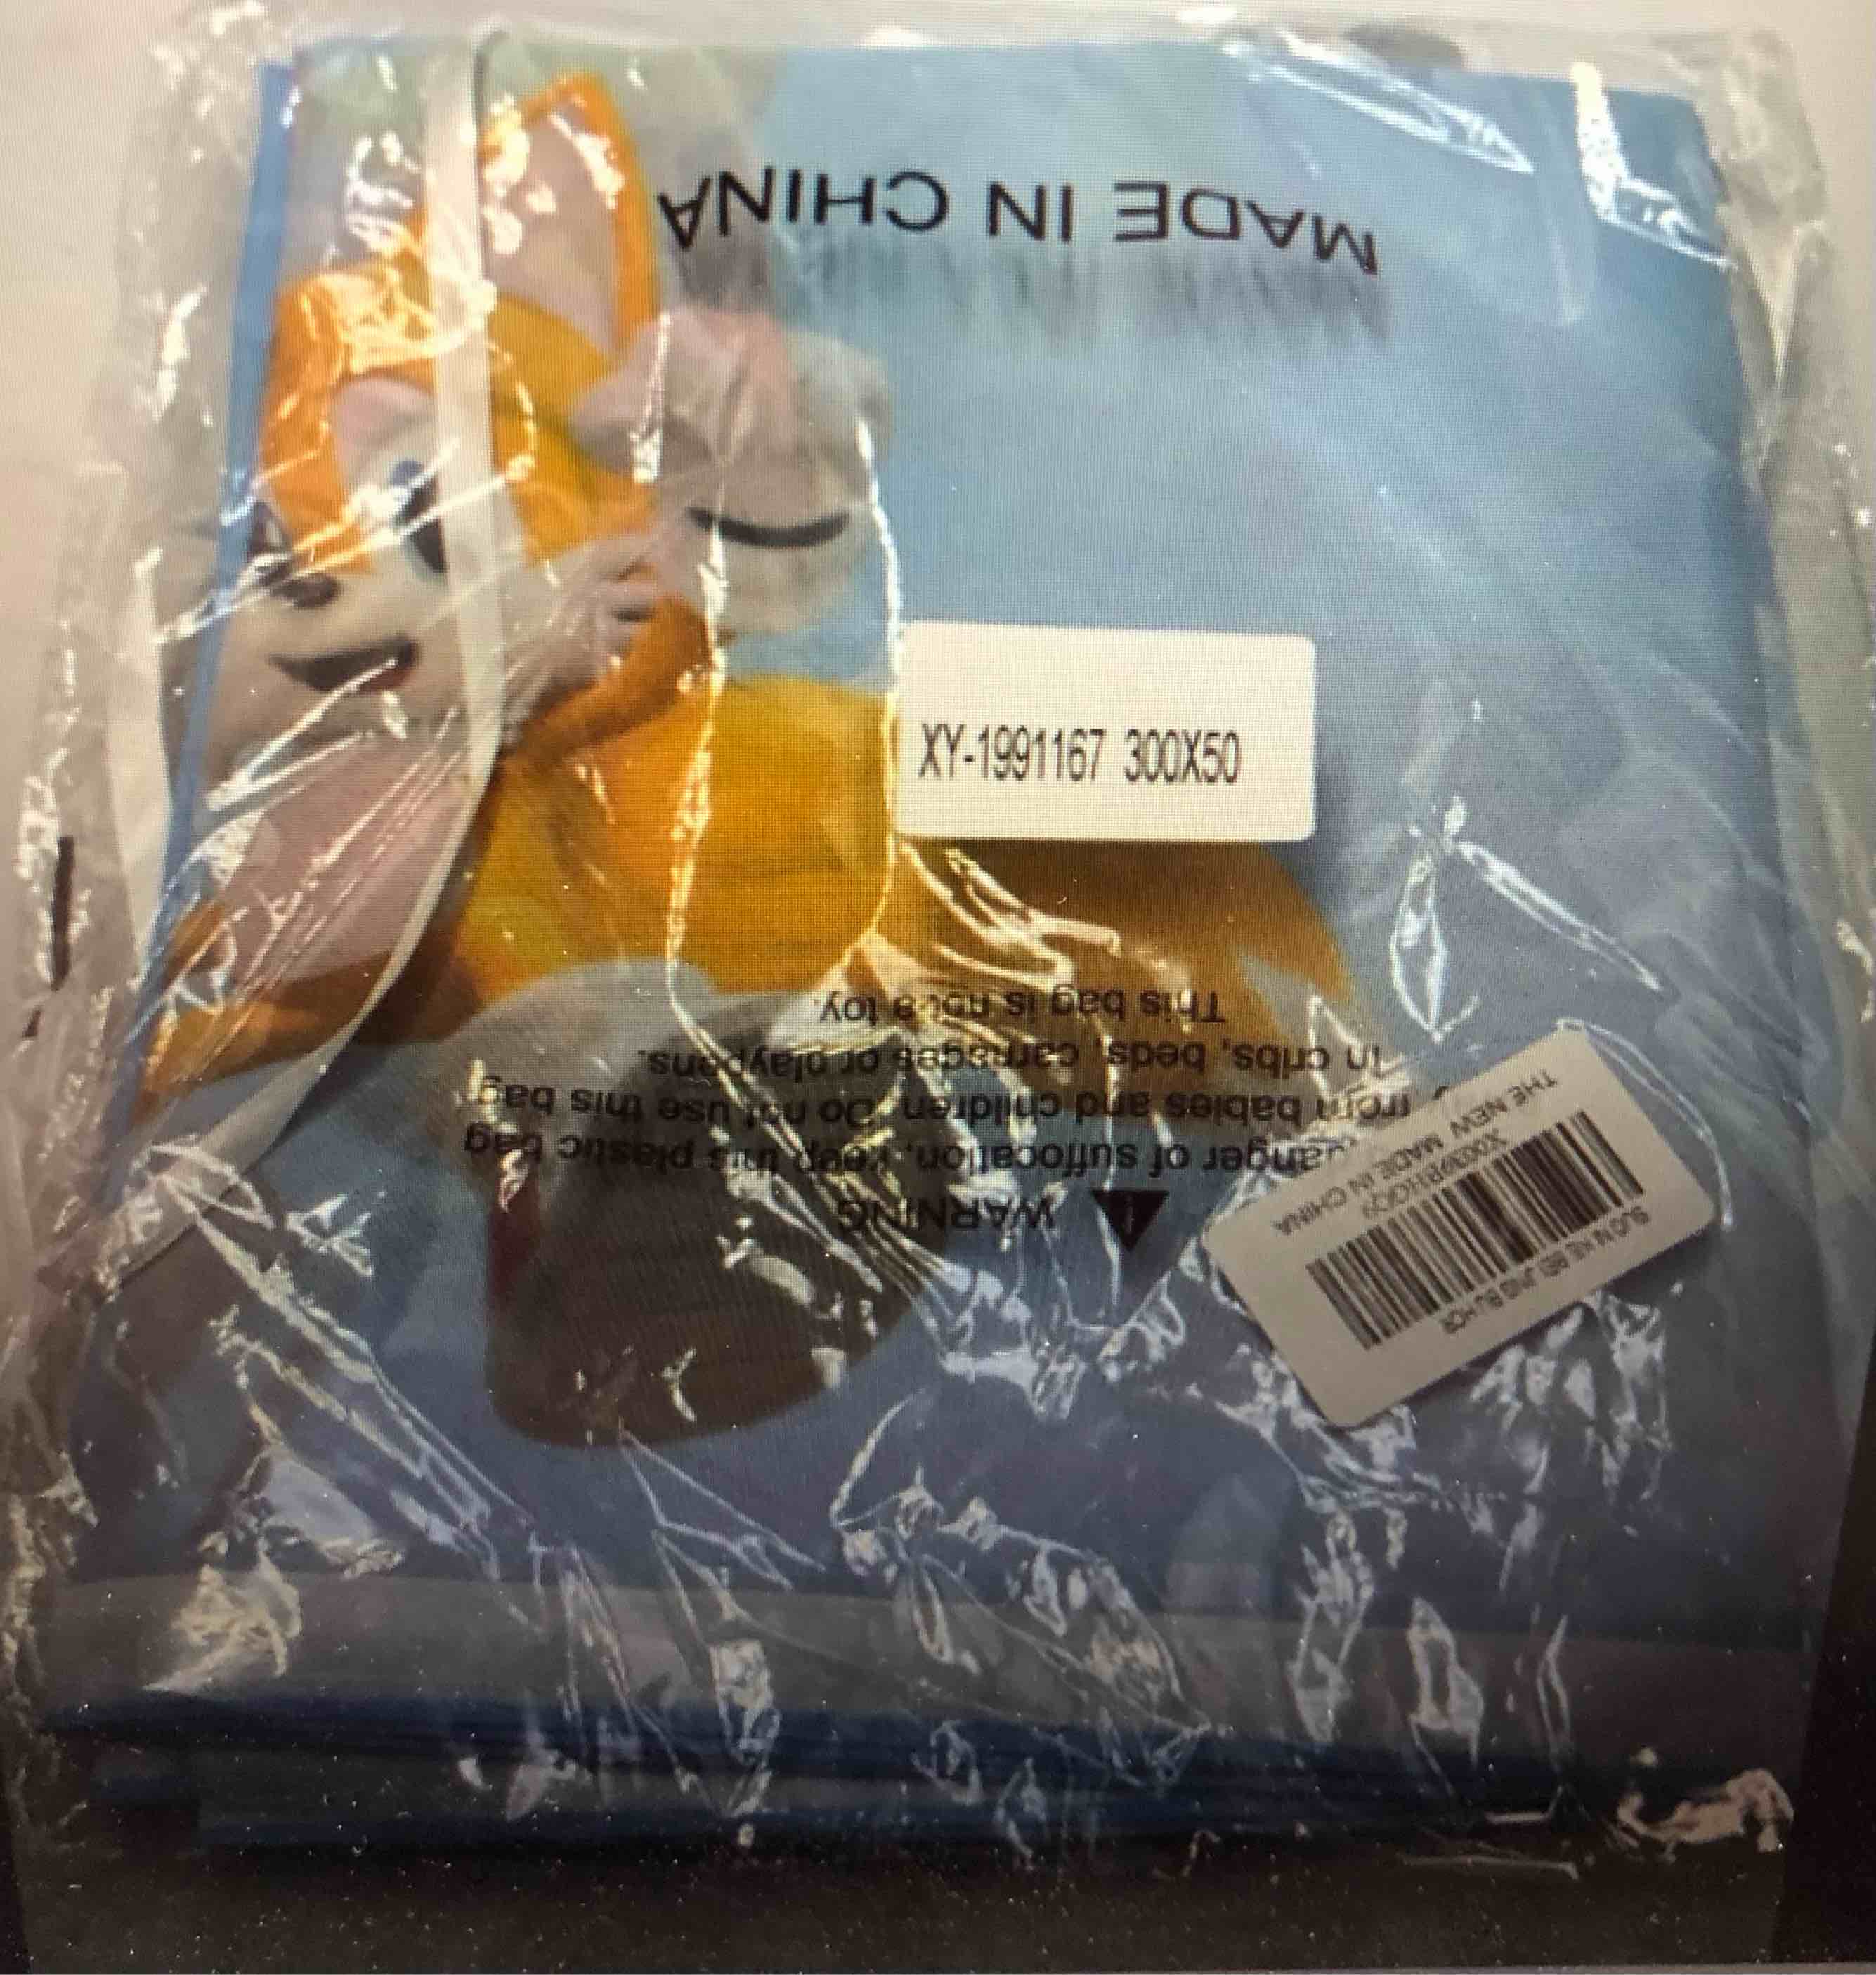 MADE IN CHINA
XY-1991167 300X50
WARNING
danger of suffocation, keep this plastic bag
from babies and children. Do not use this bag
in cribs, beds, carriages or playpens.
This bag is not a toy.
THE NEW MADE IN CHINA